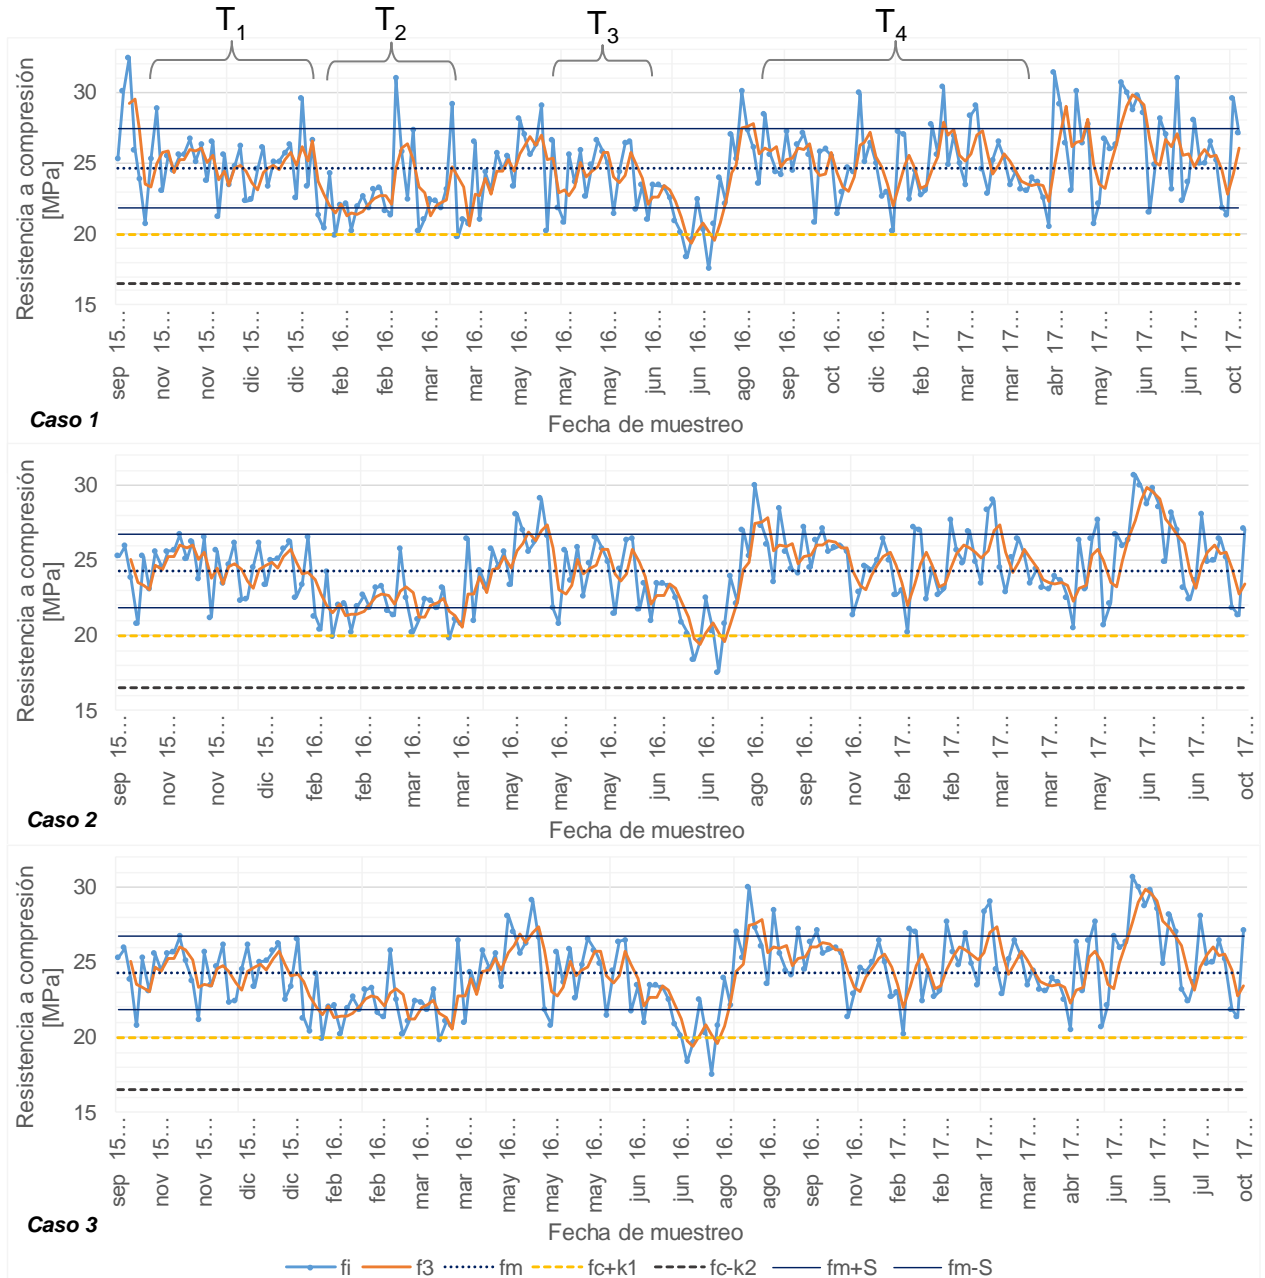 T1 T2 T3 T4
Resistencia a compresión
[MPa]
30
25
20
15
sep 15...
nov 15...
nov 15...
dic 15...
dic 15...
feb 16...
feb 16...
mar 16...
mar 16...
may 16...
may 16...
jun 16...
jun 16...
ago 16...
sep 16...
oct 16...
dic 16...
feb 17...
mar 17...
mar 17...
abr 17...
may 17...
jun 17...
jun 17...
oct 17...
Caso 1
Fecha de muestreo
Resistencia a compresión
[MPa]
30
25
20
15
sep 15...
nov 15...
nov 15...
dic 15...
feb 16...
feb 16...
mar 16...
mar 16...
may 16...
may 16...
may 16...
jun 16...
jun 16...
ago 16...
sep 16...
nov 16...
feb 17...
feb 17...
mar 17...
may 17...
may 17...
jun 17...
jun 17...
oct 17...
Caso 2
Fecha de muestreo
Resistencia a compresión
[MPa]
30
25
20
15
sep 15...
nov 15...
nov 15...
dic 15...
dic 15...
feb 16...
feb 16...
mar 16...
mar 16...
may 16...
may 16...
jun 16...
jun 16...
ago 16...
ago 16...
sep 16...
nov 16...
feb 17...
feb 17...
mar 17...
mar 17...
abr 17...
jun 17...
jun 17...
jul 17...
oct 17...
Caso 3
Fecha de muestreo
fi f3 fm fc+k1 fc-k2 fm+S fm-S